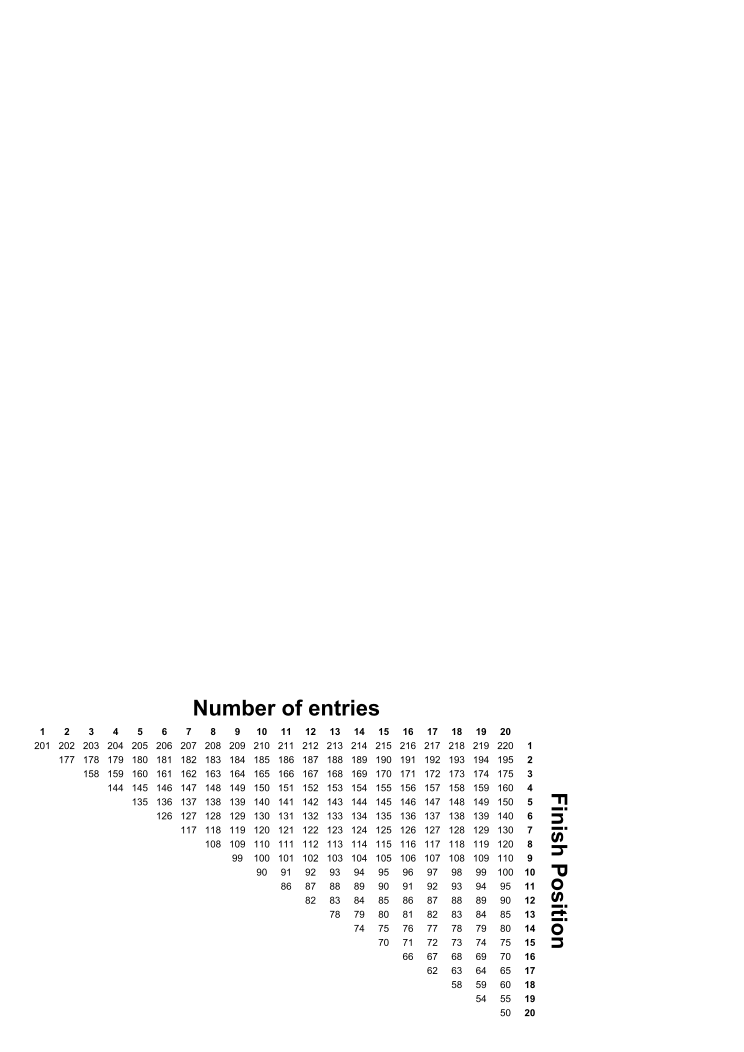 Number of entries
1 2 3 4 5 6 7 8 9 10 11 12 13 14 15 16 17 18 19 20
201 202 203 204 205 206 207 208 209 210 211 212 213 214 215 216 217 218 219 220 1
177 178 179 180 181 182 183 184 185 186 187 188 189 190 191 192 193 194 195 2
158 159 160 161 162 163 164 165 166 167 168 169 170 171 172 173 174 175 3
144 145 146 147 148 149 150 151 152 153 154 155 156 157 158 159 160 4
135 136 137 138 139 140 141 142 143 144 145 146 147 148 149 150 5
126 127 128 129 130 131 132 133 134 135 136 137 138 139 140 6
117 118 119 120 121 122 123 124 125 126 127 128 129 130 7
108 109 110 111 112 113 114 115 116 117 118 119 120 8
99 100 101 102 103 104 105 106 107 108 109 110 9
90 91 92 93 94 95 96 97 98 99 100 10
86 87 88 89 90 91 92 93 94 95 11
82 83 84 85 86 87 88 89 90 12
78 79 80 81 82 83 84 85 13
74 75 76 77 78 79 80 14
70 71 72 73 74 75 15
66 67 68 69 70 16
62 63 64 65 17
58 59 60 18
54 55 19
50 20
Finish Position